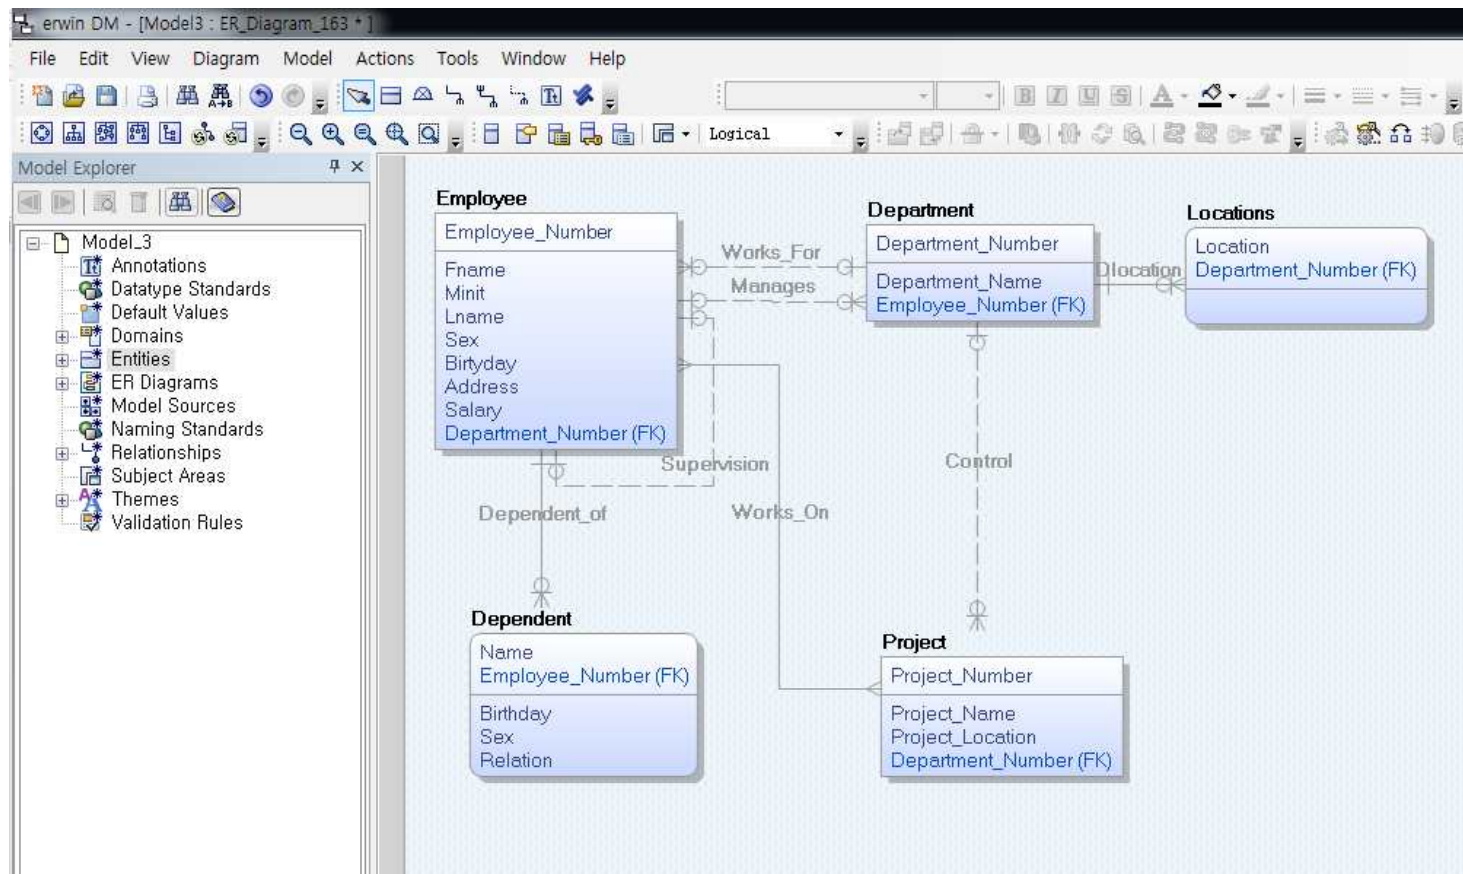 erwin DM - [Model3 : ER_Diagram_163 * ]
File Edit View Diagram Model Actions Tools Window Help
Logical
Model Explorer
Model_3
Annotations
Datatype Standards
Default Values
Domains
Entities
ER Diagrams
Model Sources
Naming Standards
Relationships
Subject Areas
Themes
Validation Rules
Employee
Employee_Number
Fname
Minit
Lname
Sex
Birtyday
Address
Salary
Department_Number (FK)
Works_For
Manages
Supervision
Dependent_of
Works_On
Department
Department_Number
Department_Name
Employee_Number (FK)
Dlocation
Locations
Location
Department_Number (FK)
Control
Dependent
Name
Employee_Number (FK)
Birthday
Sex
Relation
Project
Project_Number
Project_Name
Project_Location
Department_Number (FK)